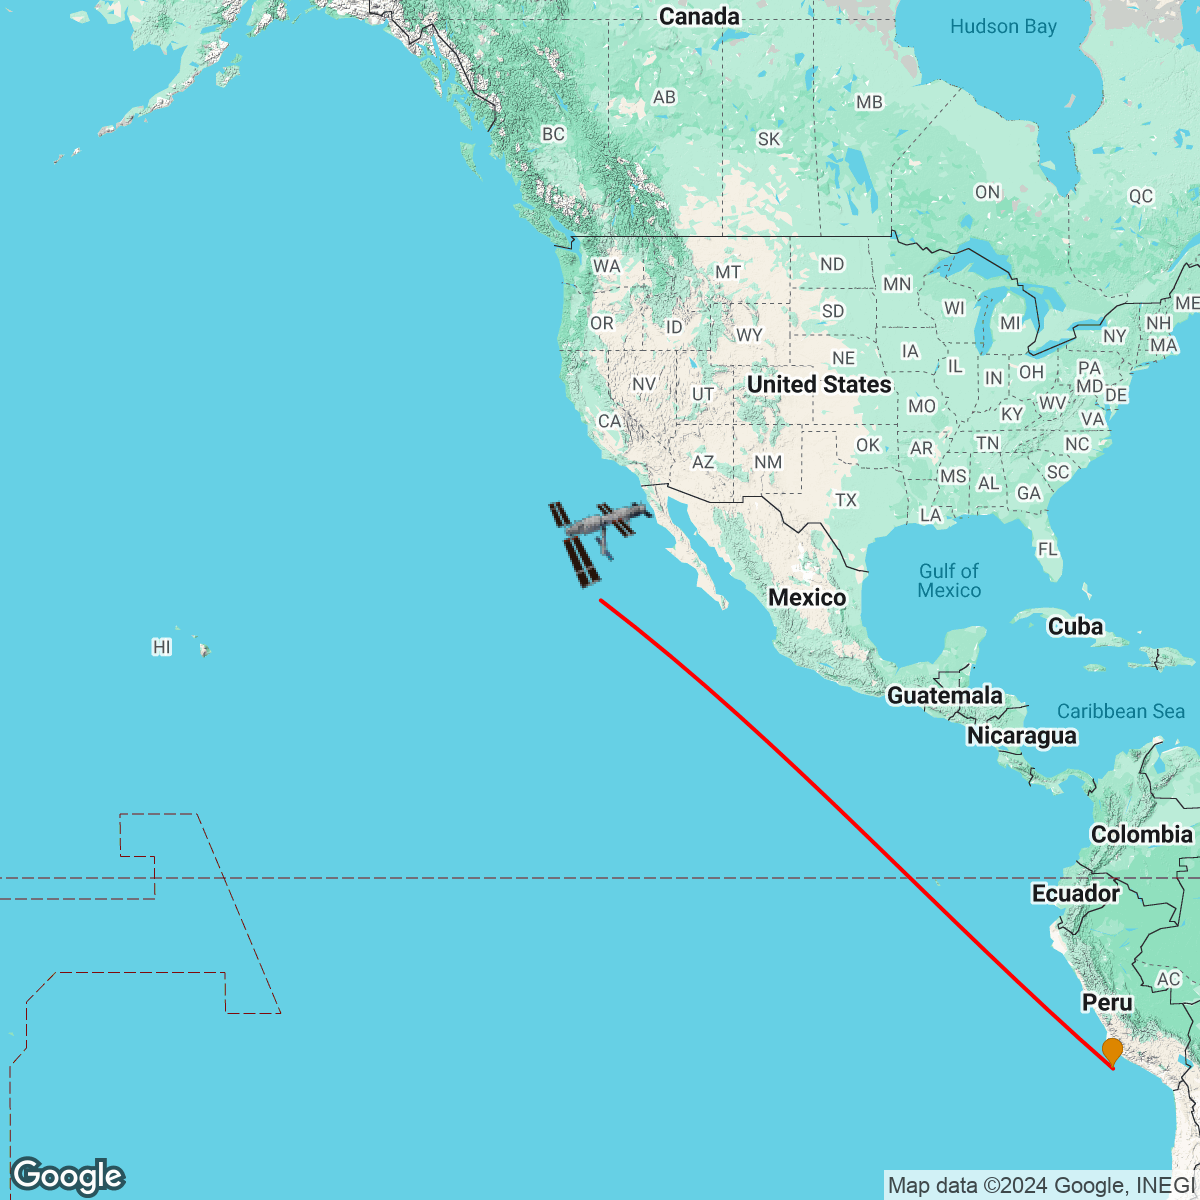 Canada
Hudson Bay
AB
MB
BC
SK
ON
QC
WA
MT
ND
MN
ME
OR
ID
WY
SD
WI
MI
NY
NH
MA
NV
UT
NE
IA
IL
IN
OH
PA
MD
DE
United States
CA
MO
KY
WV
VA
AZ
NM
OK
AR
TN
NC
MS
AL
SC
GA
TX
LA
FL
Gulf of
Mexico
Mexico
Cuba
HI
Guatemala
Caribbean Sea
Nicaragua
Colombia
Ecuador
AC
Peru
Google
Map data ©2024 Google, INEGI